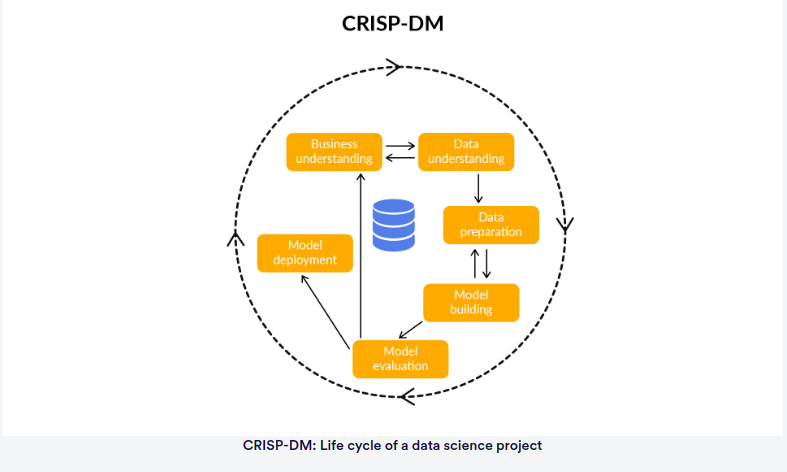 CRISP-DM
Business
understanding
Data
understanding
Data
preparation
Model
deployment
Model
building
Model
evaluation
CRISP-DM: Life cycle of a data science project